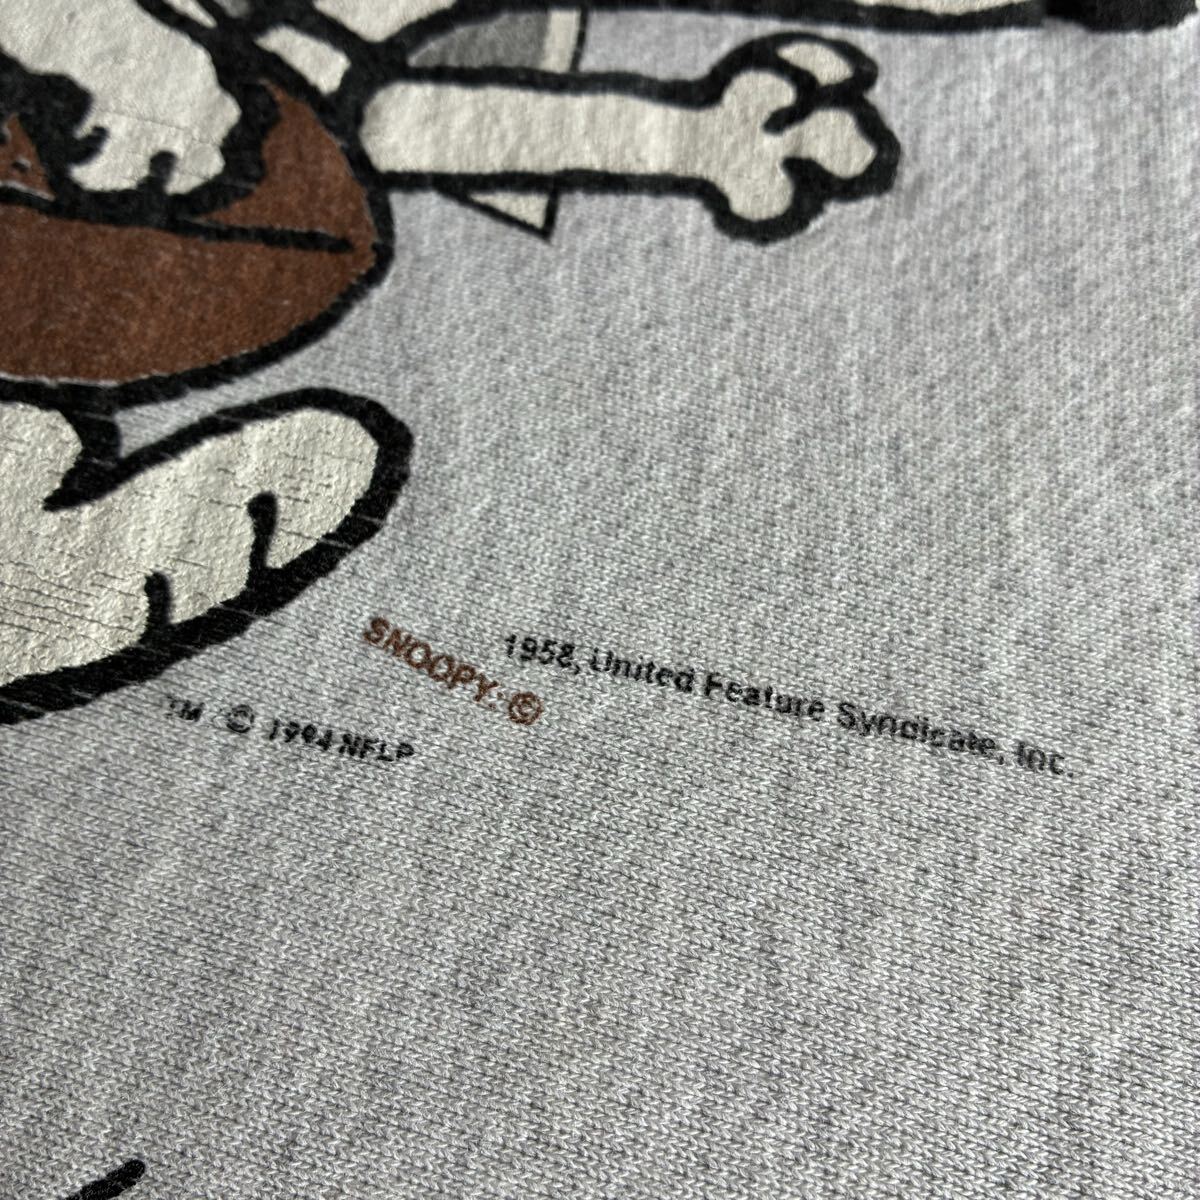 SNOOPY: © 1958, United Feature Syndicate, Inc.
TM · © 1994 NFLP